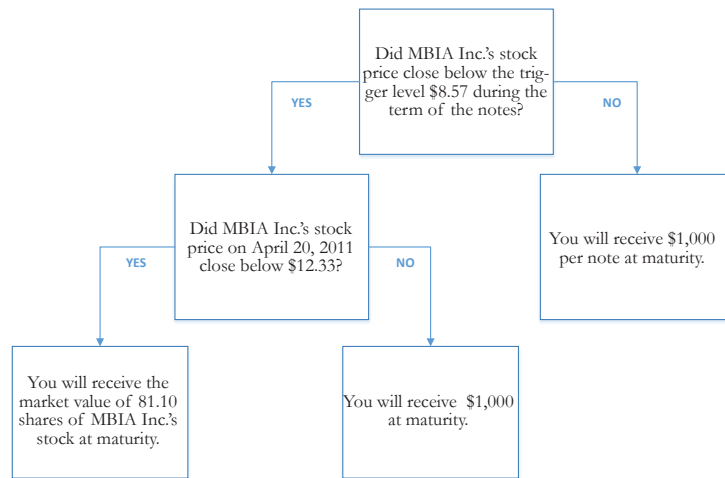 Did MBIA Inc.'s stock
price close below the trig-
ger level $8.57 during the
term of the notes?
YES
NO
Did MBIA Inc.'s stock
price on April 20, 2011
close below $12.33?
You will receive $1,000
per note at maturity.
YES
NO
You will receive the
market value of 81.10
shares of MBIA Inc.'s
stock at maturity.
You will receive $1,000
at maturity.